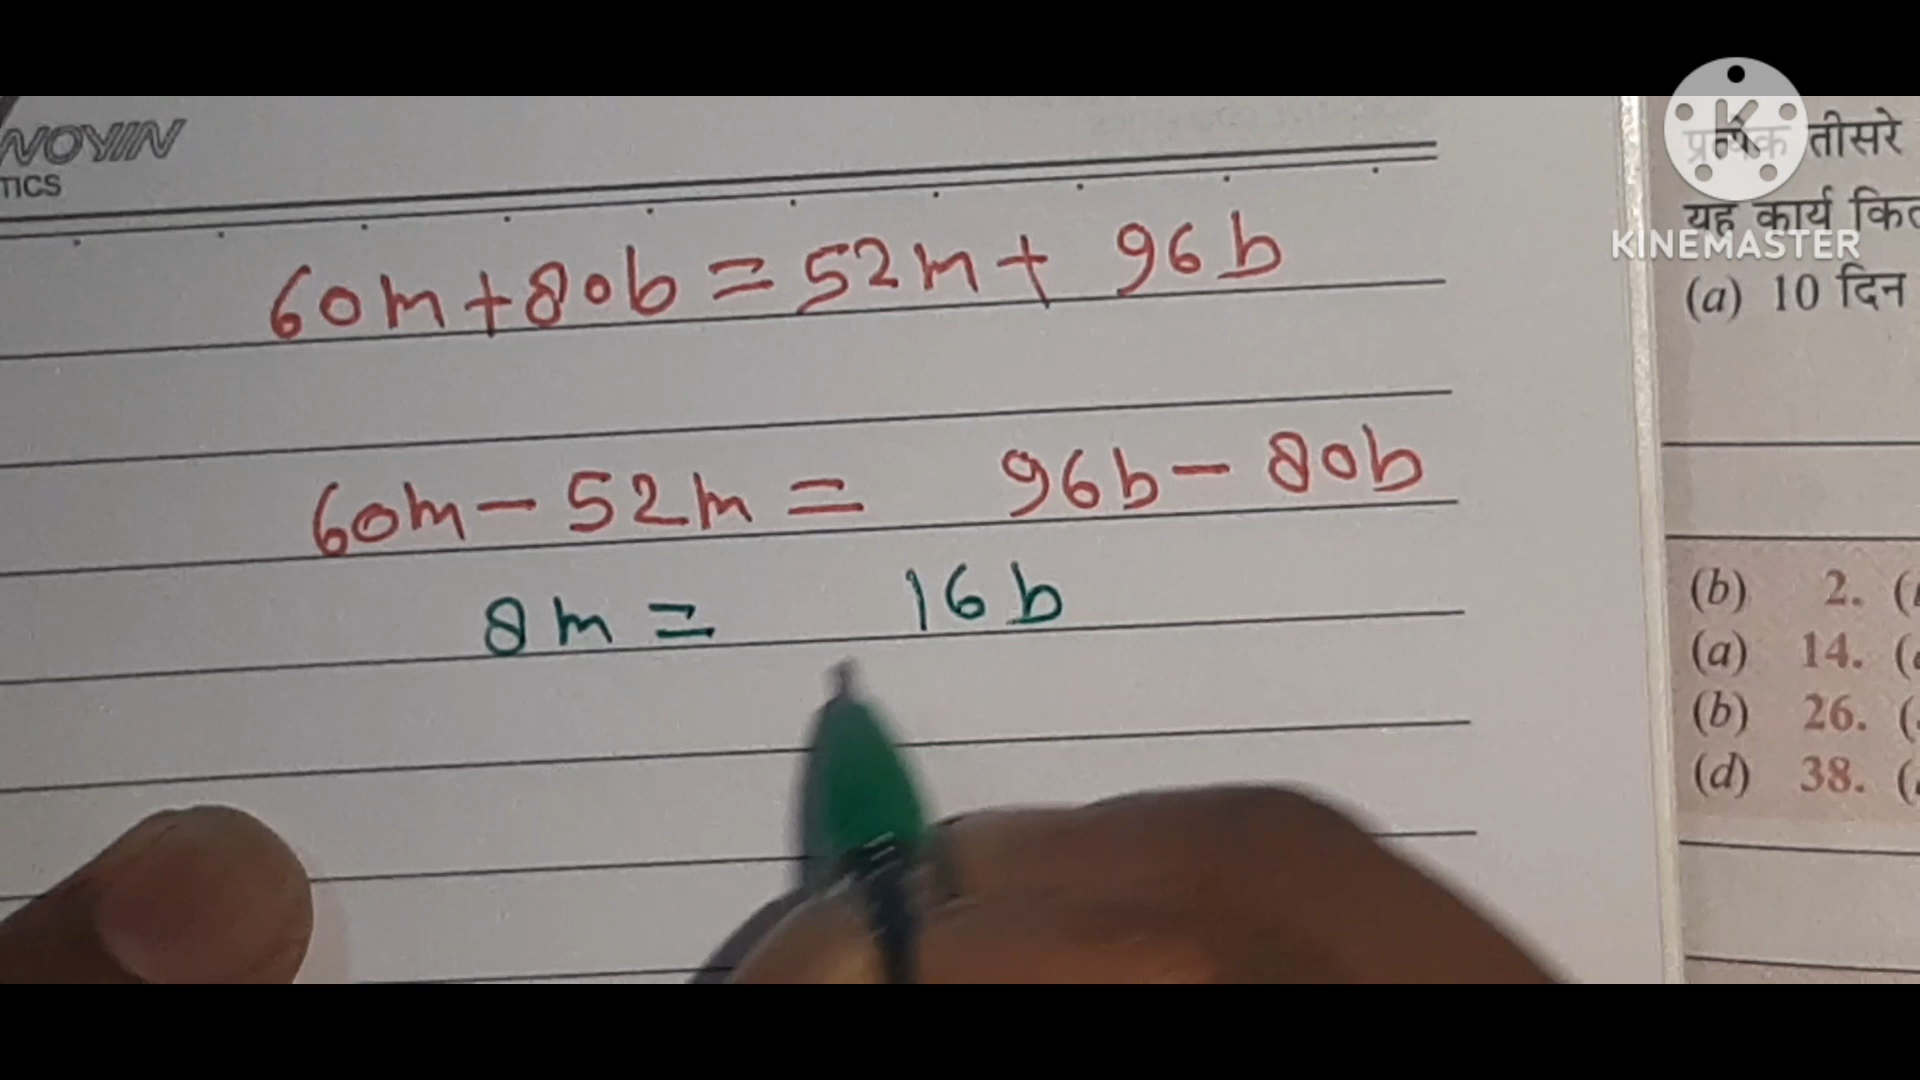 NOYIN
TICS
60m+80b=52m+ 96b
60m-52m= 96b-80b
8m= 16b
K
KINEMASTER
प्रत्येक तीसरे
यह कार्य
(a) 10 दिन
(b) 2.
(a) 14.
(b) 26.
(d) 38.